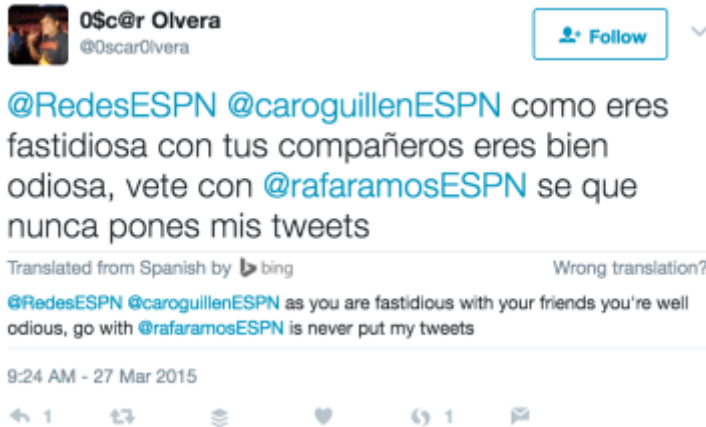 0$c@r Olvera
@0scar0lvera
Follow
@RedesESPN @caroguillenESPN como eres
fastidiosa con tus compañeros eres bien
odiosa, vete con @rafaramosESPN se que
nunca pones mis tweets
Translated from Spanish by bing
Wrong translation?
@RedesESPN @caroguillenESPN as you are fastidious with your friends you're well
odious, go with @rafaramosESPN is never put my tweets
9:24 AM - 27 Mar 2015
1
1